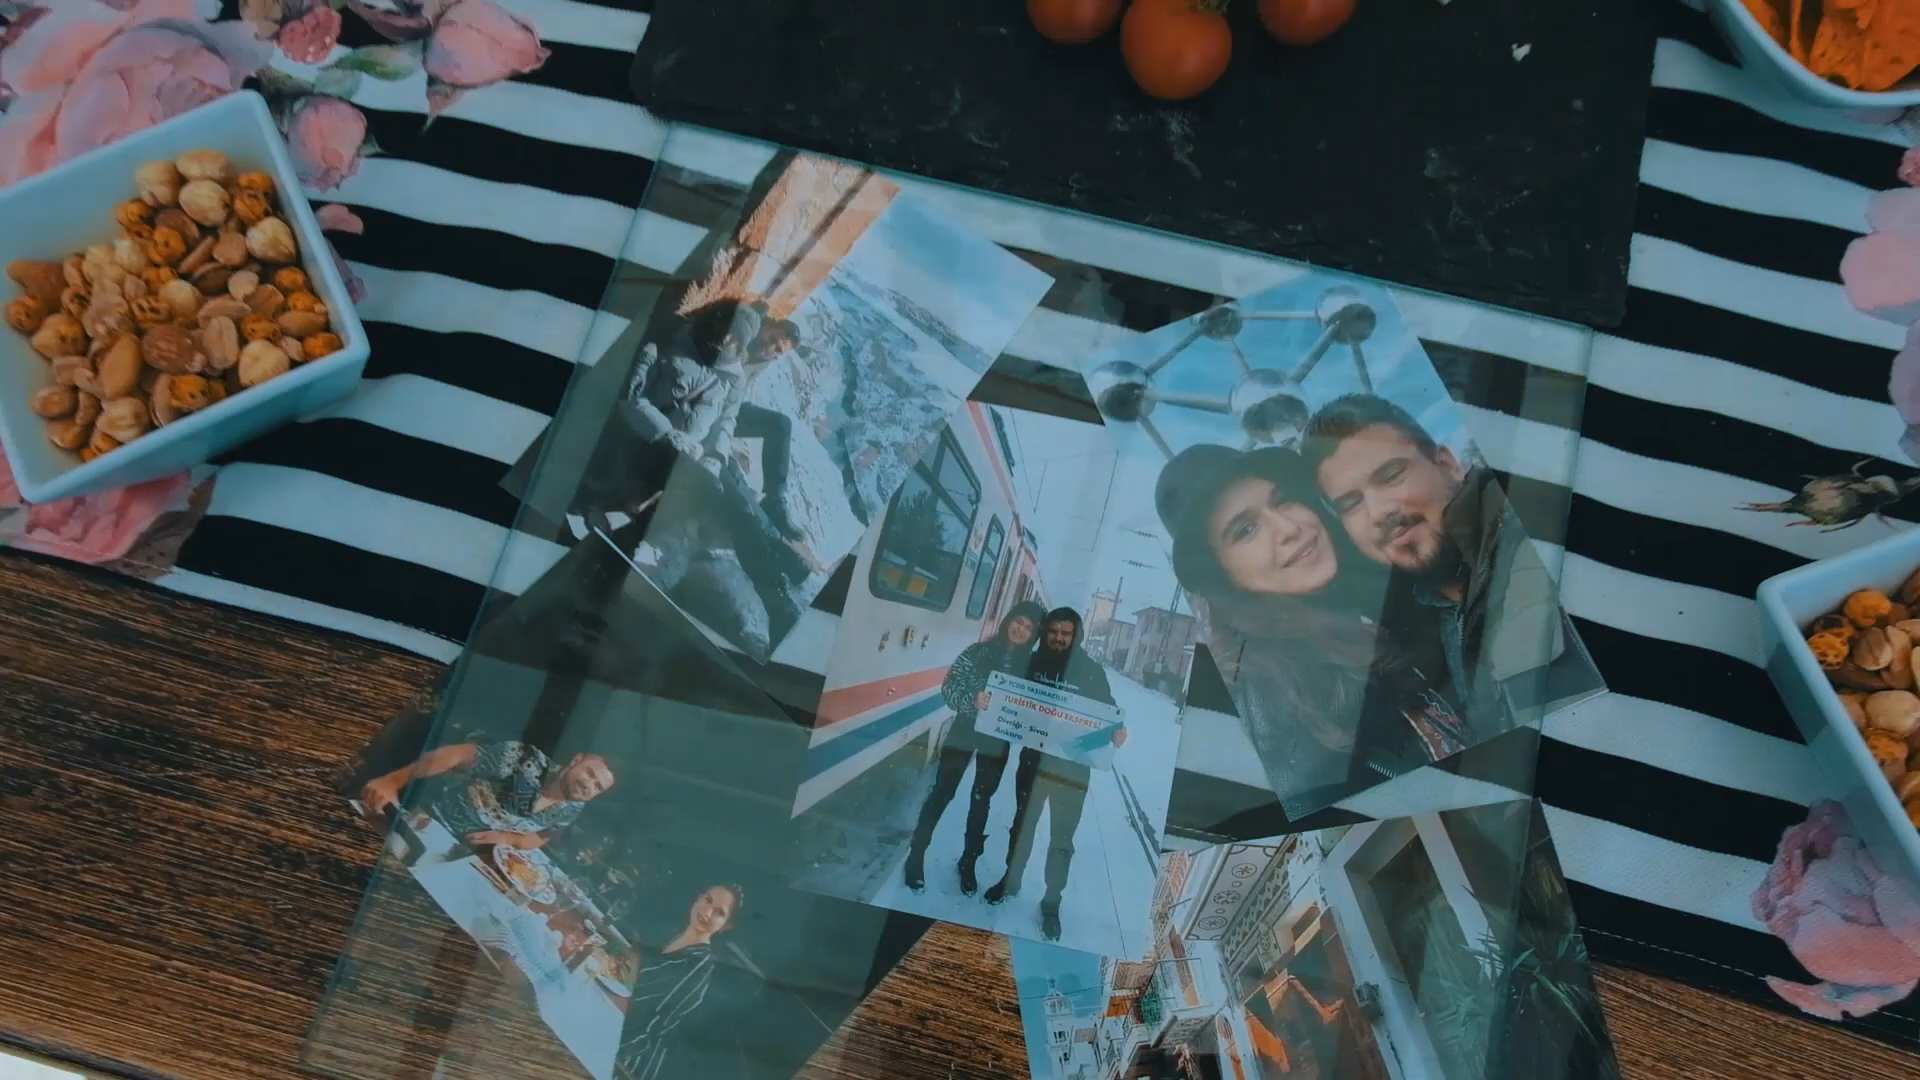 TCDD TAŞIMACILIK
TURİSTİK DOĞU EKSPRESİ
Kars
Divriği - Sivas
Ankara